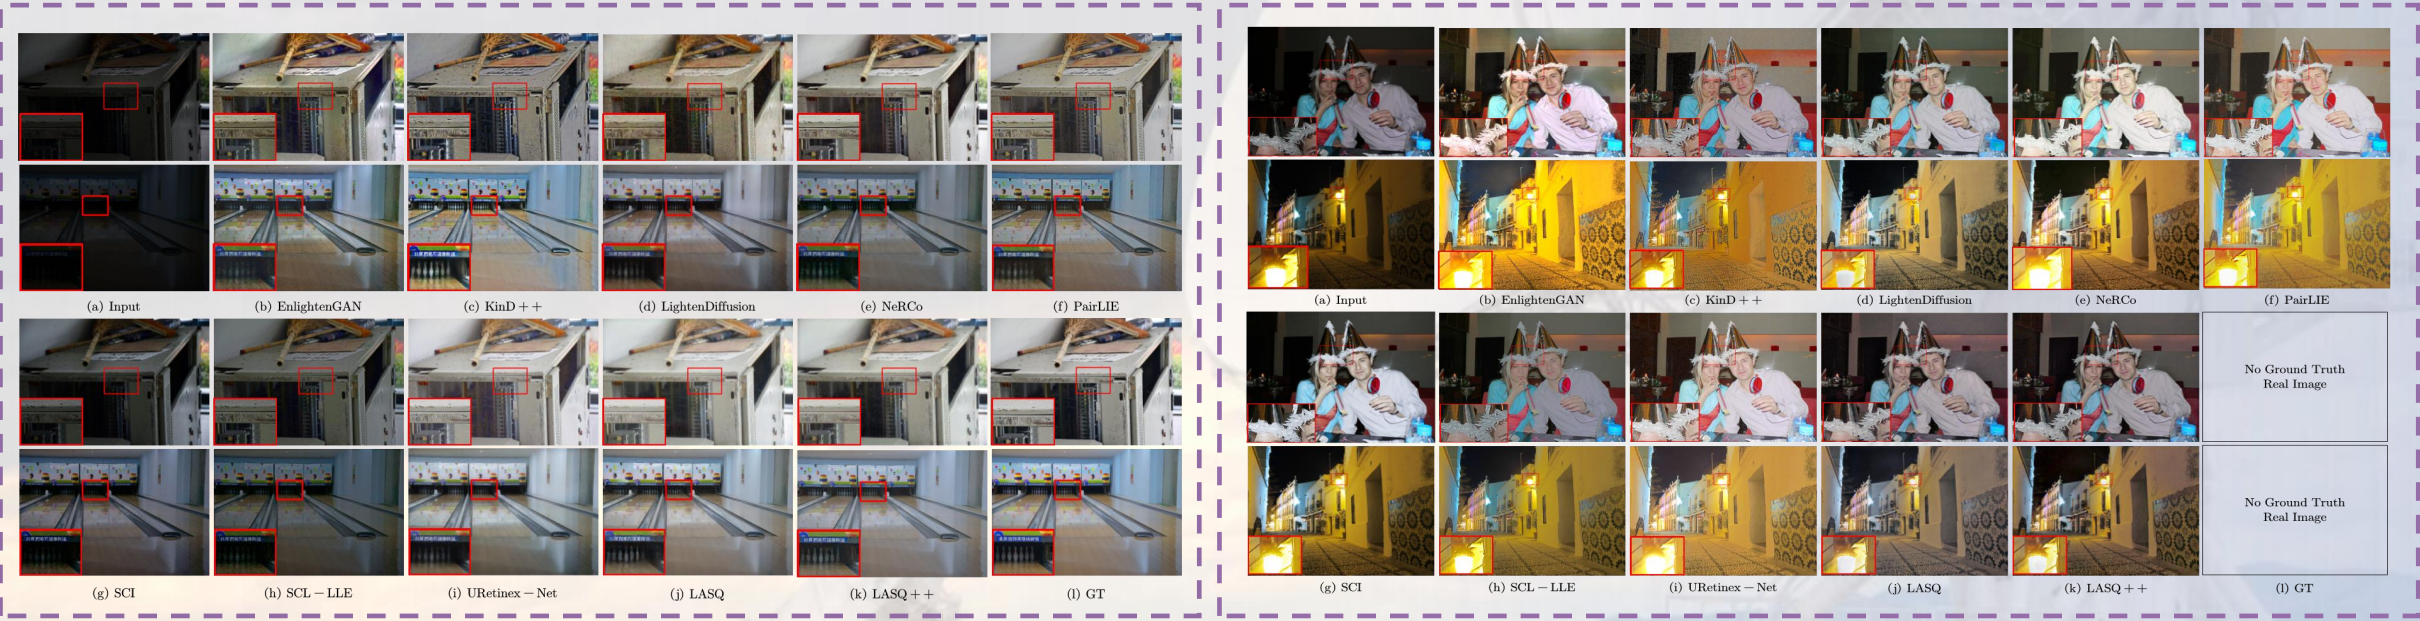 (a) Input
(b) EnlightenGAN
(c) KinD++
(d) LightenDiffusion
(e) NeRCo
(f) PairLIE
(g) SCI
(h) SCL-LLE
(i) URetinex-Net
(j) LASQ
(k) LASQ++
(l) GT
(a) Input
(b) EnlightenGAN
(c) KinD++
(d) LightenDiffusion
(e) NeRCo
(f) PairLIE
No Ground Truth
Real Image
No Ground Truth
Real Image
(g) SCI
(h) SCL-LLE
(i) URetinex-Net
(j) LASQ
(k) LASQ++
(l) GT